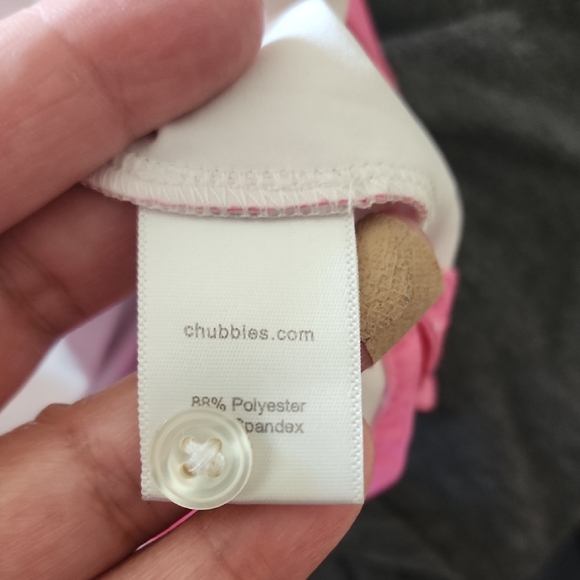 chubbies.com
88% Polyester
Spandex